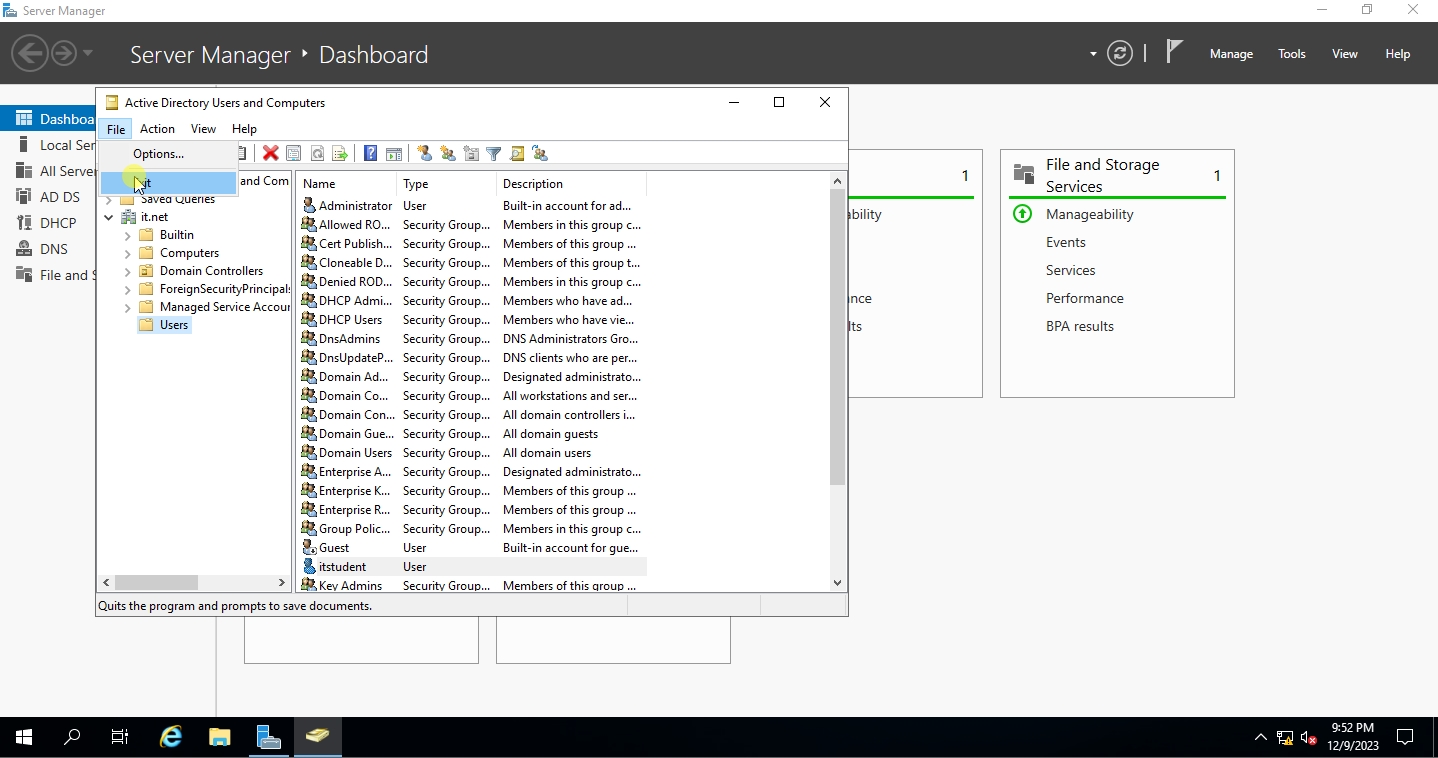 Server Manager
Server Manager ‣ Dashboard
Manage Tools View Help
Dashboa
Local Ser
All Server
AD DS
DHCP
DNS
File and S
Active Directory Users and Computers
File Action View Help
Options...
and Com
Saved Queries
it.net
Builtin
Computers
Domain Controllers
ForeignSecurityPrincipals
Managed Service Accour
Users
Name Type Description
Administrator User Built-in account for ad...
Allowed RO... Security Group... Members in this group c...
Cert Publish... Security Group... Members of this group ...
Cloneable D... Security Group... Members of this group t...
Denied ROD... Security Group... Members in this group c...
DHCP Admi... Security Group... Members who have ad...
DHCP Users Security Group... Members who have vie...
DnsAdmins Security Group... DNS Administrators Gro...
DnsUpdateP... Security Group... DNS clients who are per...
Domain Ad... Security Group... Designated administrato...
Domain Co... Security Group... All workstations and ser...
Domain Con... Security Group... All domain controllers i...
Domain Gue... Security Group... All domain guests
Domain Users Security Group... All domain users
Enterprise A... Security Group... Designated administrato...
Enterprise K... Security Group... Members of this group ...
Enterprise R... Security Group... Members of this group ...
Group Polic... Security Group... Members in this group c...
Guest User Built-in account for gue...
itstudent User
Key Admins Security Group... Members of this group ...
Quits the program and prompts to save documents.
1
ability
nce
lts
File and Storage
Services
1
Manageability
Events
Services
Performance
BPA results
9:52 PM
12/9/2023